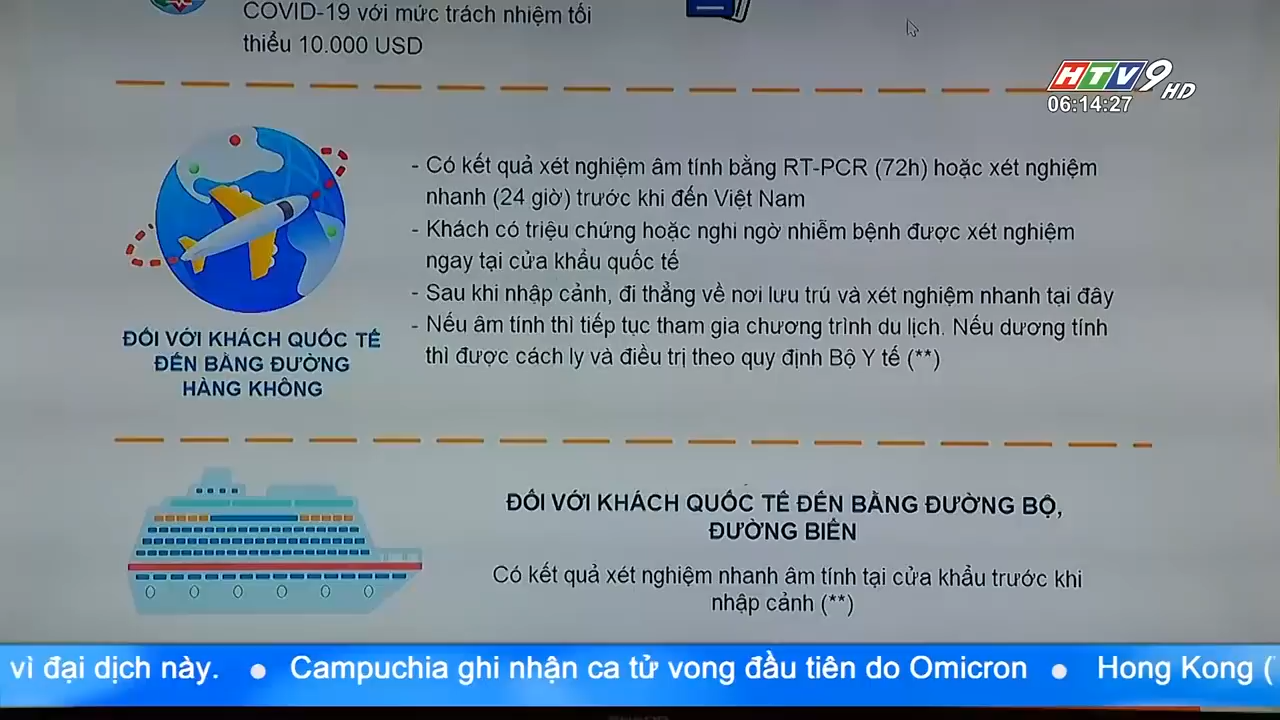 COVID-19 với mức trách nhiệm tối
thiểu 10.000 USD
HTV9 HD
06:14:27
- Có kết quả xét nghiệm âm tính bằng RT-PCR (72h) hoặc xét nghiệm
nhanh (24 giờ) trước khi đến Việt Nam
- Khách có triệu chứng hoặc nghi ngờ nhiễm bệnh được xét nghiệm
ngay tại cửa khẩu quốc tế
- Sau khi nhập cảnh, đi thẳng về nơi lưu trú và xét nghiệm nhanh tại đây
- Nếu âm tính thì tiếp tục tham gia chương trình du lịch. Nếu dương tính
thì được cách ly và điều trị theo quy định Bộ Y tế (**)
ĐỐI VỚI KHÁCH QUỐC TẾ
ĐẾN BẰNG ĐƯỜNG
HÀNG KHÔNG
ĐỐI VỚI KHÁCH QUỐC TẾ ĐẾN BẰNG ĐƯỜNG BỘ,
ĐƯỜNG BIỂN
Có kết quả xét nghiệm nhanh âm tính tại cửa khẩu trước khi
nhập cảnh (**)
vì đại dịch này. • Campuchia ghi nhận ca tử vong đầu tiên do Omicron • Hong Kong (